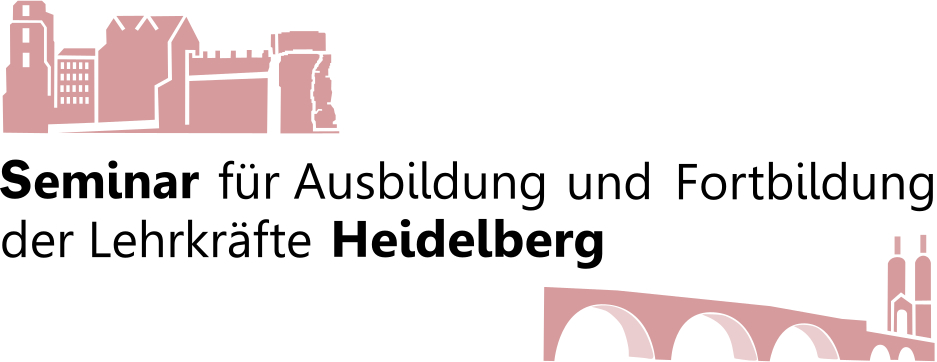 Seminar für Ausbildung und Fortbildung
der Lehrkräfte Heidelberg